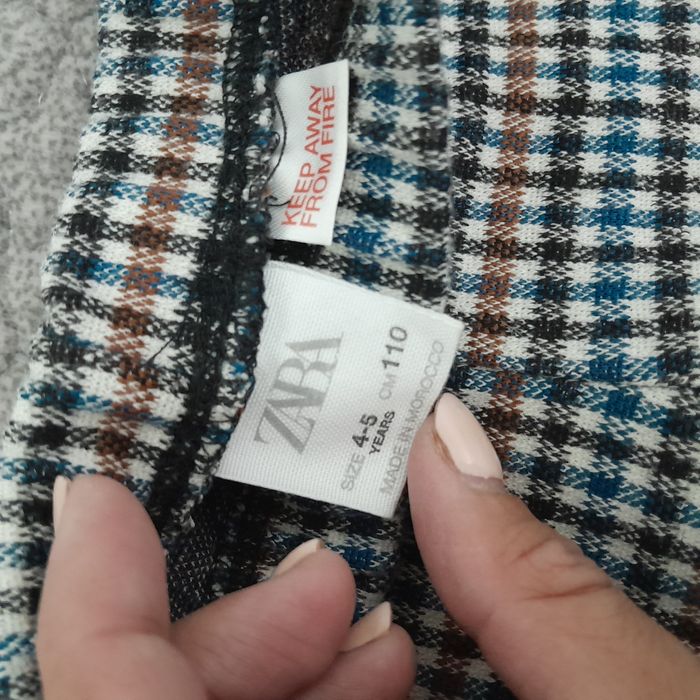 KEEP AWAY
FROM FIRE
ZARA
SIZE 4-5 CM 110
YEARS
MADE IN MOROCCO